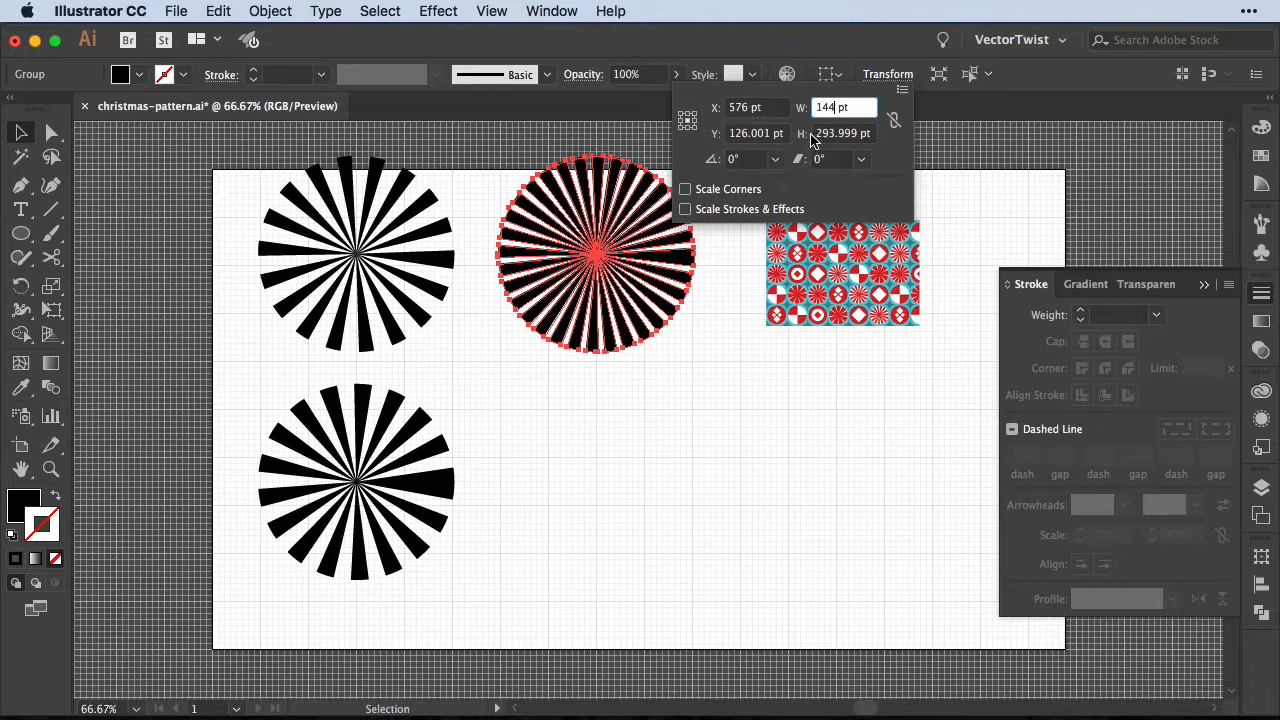 Illustrator CC File Edit Object Type Select Effect View Window Help
Ai Br St VectorTwist Search Adobe Stock
Group Stroke: Basic Opacity: 100% Style: Transform
× christmas-pattern.ai* @ 66.67% (RGB/Preview)
X: 576 pt W: 144 pt
Y: 126.001 pt H: 293.999 pt
0° 0°
Scale Corners
Scale Strokes & Effects
Stroke Gradient Transparen
Weight:
Cap:
Corner: Limit: x
Align Stroke:
Dashed Line
dash gap dash gap dash gap
Arrowheads:
Scale: 100% 100%
Align:
Profile:
66.67% 1 Selection